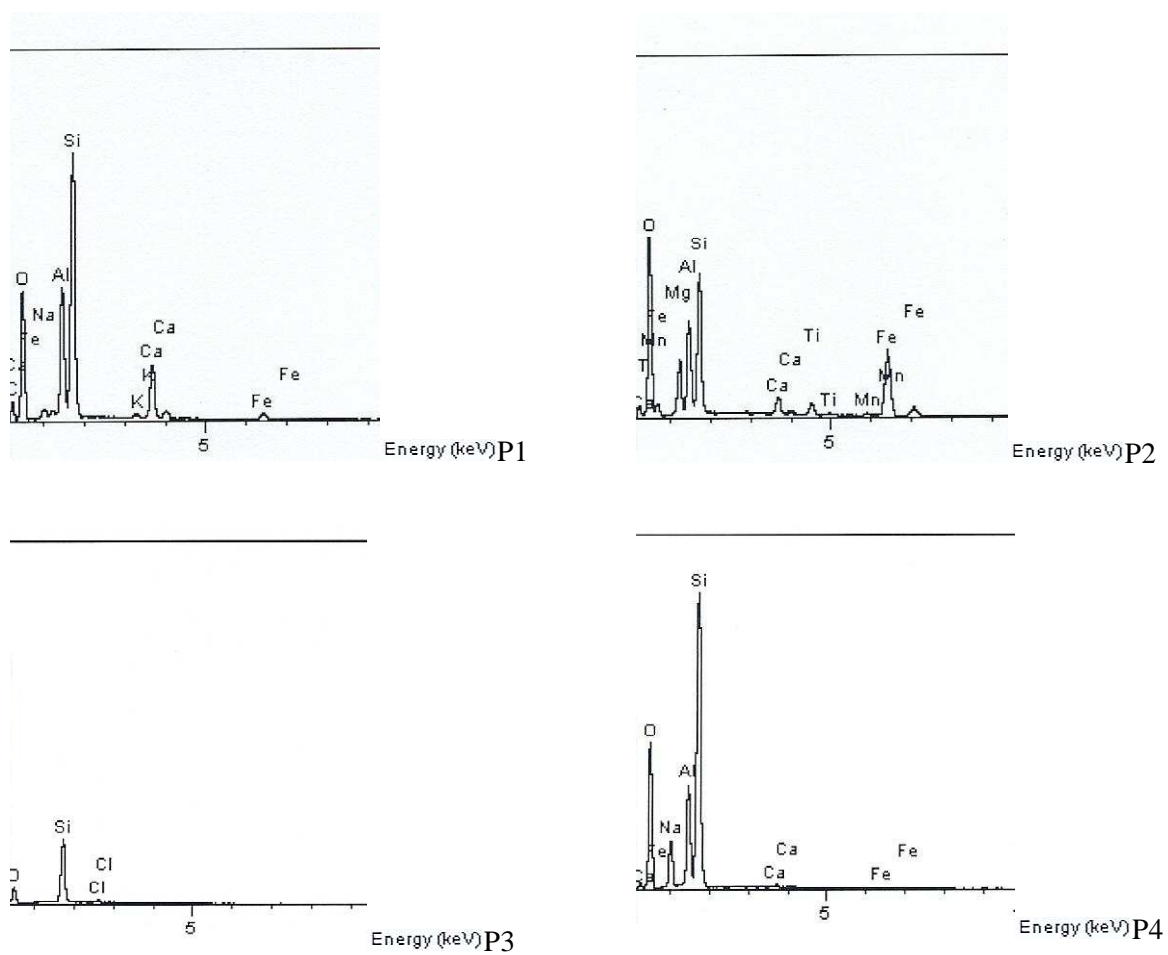 Si
O
Al
Na
e
Ca
Ca
K
K
Fe
Fe
5
Energy (keV) P1
O
Si
Al
Mg
e
Mn
Ti
Ca
Ca
Ti
Fe
Fe
Mn
Mn
5
Energy (keV) P2
Si
O
Cl
Cl
5
Energy (keV) P3
Si
O
Al
Na
e
Ca
Ca
Fe
Fe
5
Energy (keV) P4